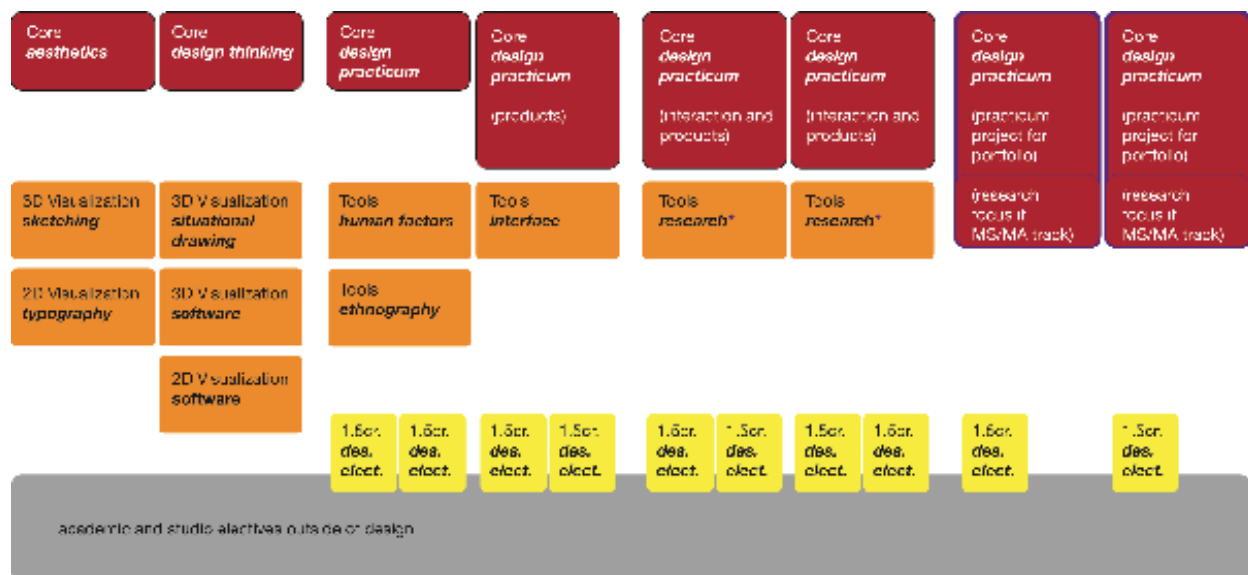 Core
aesthetics
Core
design thinking
Core
design
practicum
Core
design
practicum
(products)
Core
design
practicum
(interaction and
products)
Core
design
practicum
(interaction and
products)
Core
design
practicum
(practicum
project for
portfolio)
(research
focus if
MS/MA track)
Core
design
practicum
(practicum
project for
portfolio)
(research
focus if
MS/MA track)
3D Visualization
sketching
3D Visualization
situational
drawing
Tools
human factors
Tools
interface
Tools
research*
Tools
research*
2D Visualization
typography
3D Visualization
software
Tools
ethnography
2D Visualization
software
1.5cr.
des.
elect.
1.5cr.
des.
elect.
1.5cr.
des.
elect.
1.5cr.
des.
elect.
1.5cr.
des.
elect.
1.5cr.
des.
elect.
1.5cr.
des.
elect.
1.5cr.
des.
elect.
1.5cr.
des.
elect.
1.5cr.
des.
elect.
academic and studio electives outside of design